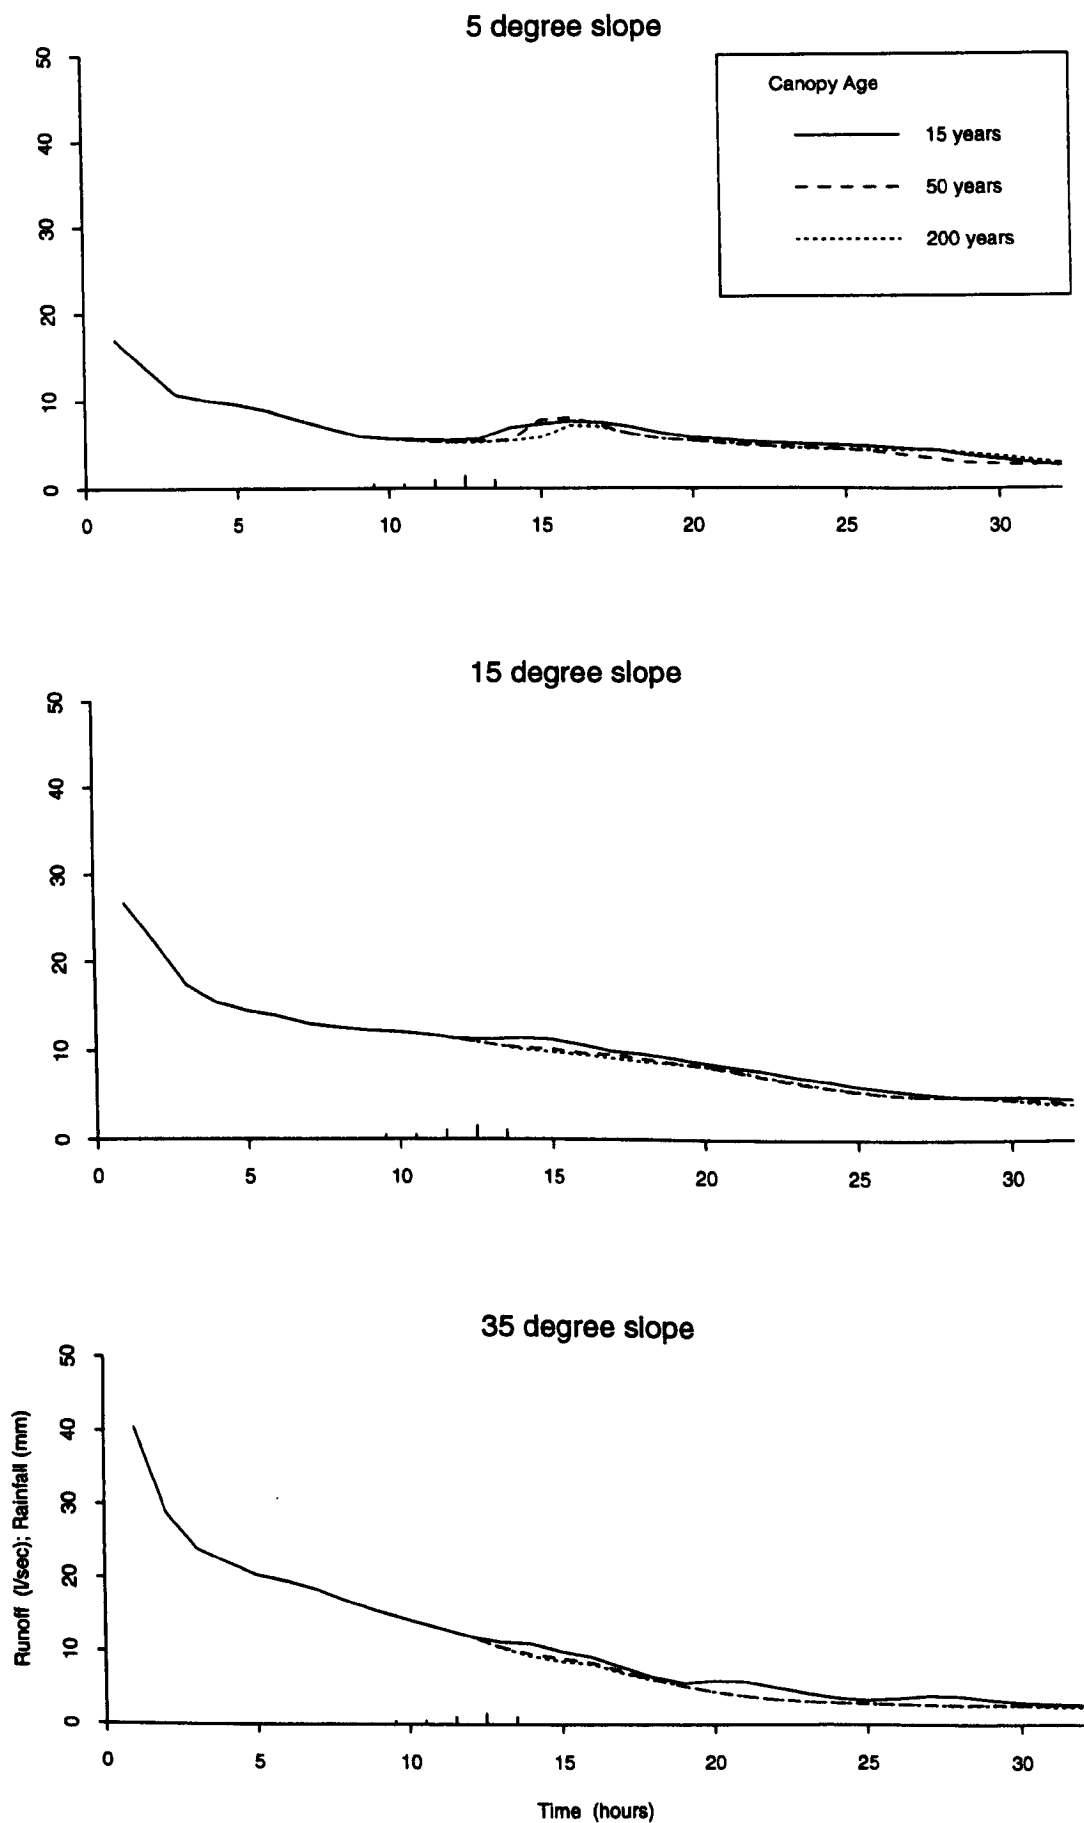 5 degree slope
50
40
30
20
10
0
Canopy Age
15 years
50 years
200 years
0 5 10 15 20 25 30
15 degree slope
50
40
30
20
10
0
0 5 10 15 20 25 30
35 degree slope
50
40
30
20
10
0
Runoff (l/sec); Rainfall (mm)
0 5 10 15 20 25 30
Time (hours)